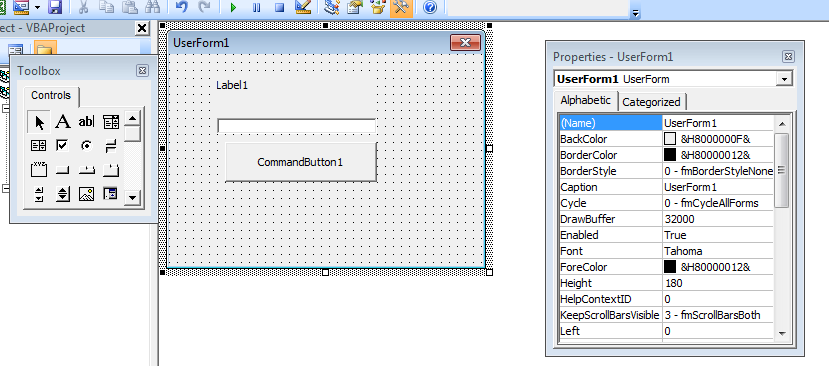 ect - VBAProject
Toolbox
Controls
A
ab|
XYZ
UserForm1
Label1
CommandButton1
Properties - UserForm1
UserForm1 UserForm
Alphabetic Categorized
(Name) UserForm1
BackColor &H8000000F&
BorderColor &H80000012&
BorderStyle 0 - fmBorderStyleNone
Caption UserForm1
Cycle 0 - fmCycleAllForms
DrawBuffer 32000
Enabled True
Font Tahoma
ForeColor &H80000012&
Height 180
HelpContextID 0
KeepScrollBarsVisible 3 - fmScrollBarsBoth
Left 0